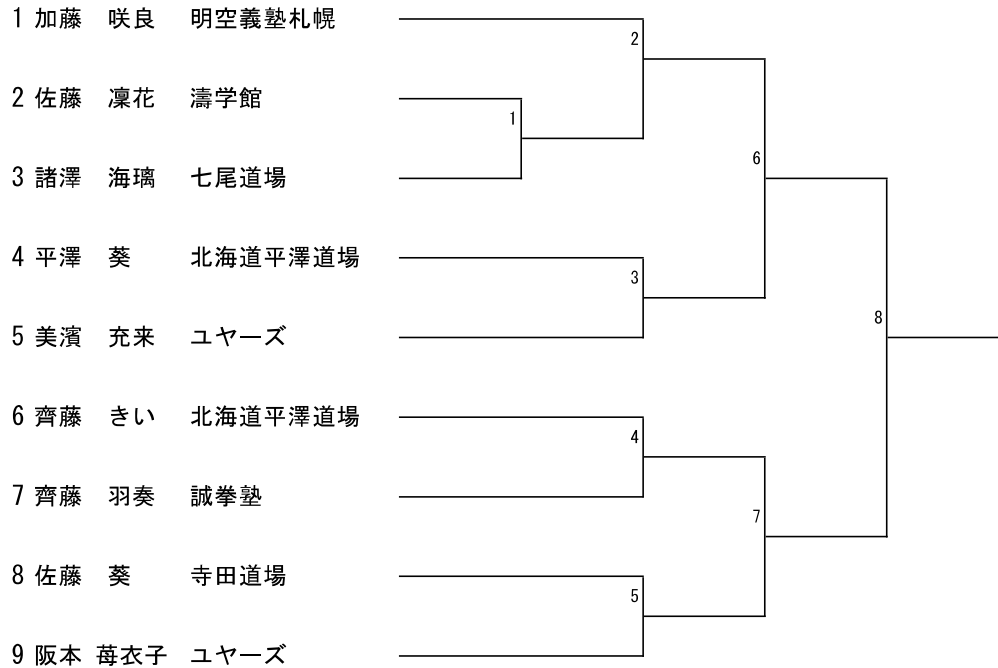 1 加藤 咲良 明空義塾札幌
2
2 佐藤 凜花 濤学館
1
3 諸澤 海璃 七尾道場
6
4 平澤 葵 北海道平澤道場
3
8
5 美濱 充来 ユヤーズ
6 齊藤 きい 北海道平澤道場
4
7 齊藤 羽奏 誠拳塾
7
8 佐藤 葵 寺田道場
5
9 阪本 苺衣子 ユヤーズ